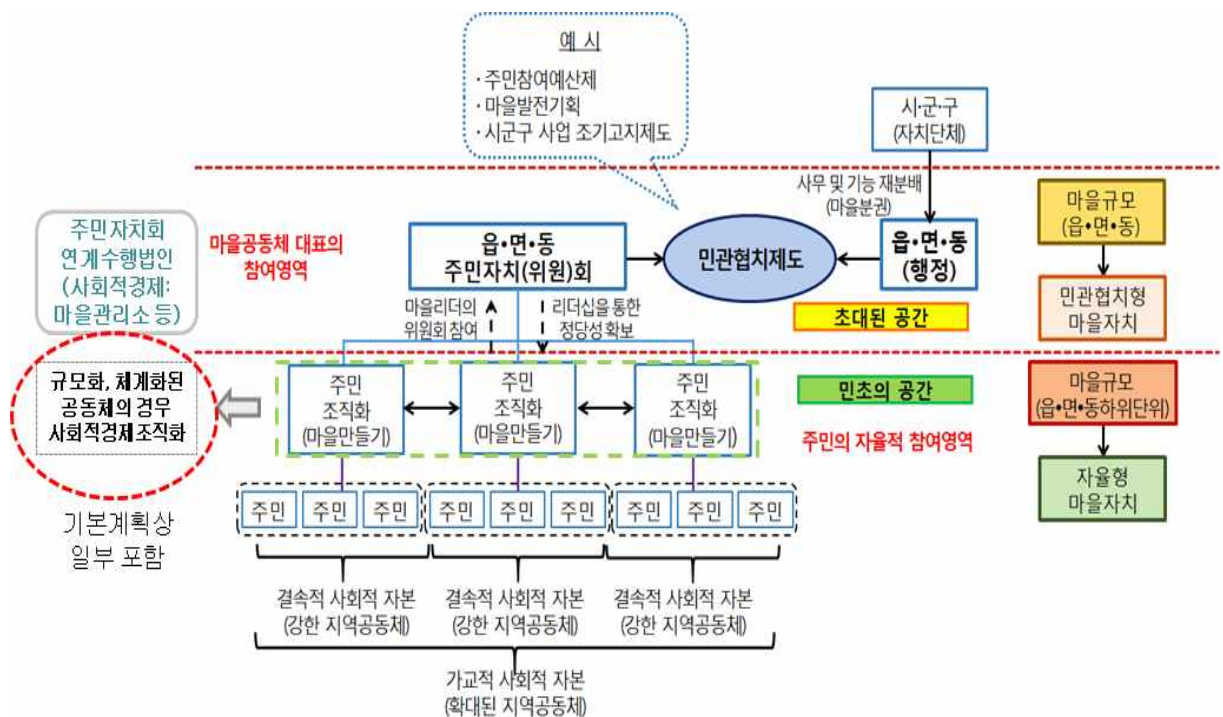 예 시
· 주민참여예산제
· 마을발전기획
· 시군구 사업 조기고지제도
시·군·구
(자치단체)
사무 및 기능 재분배
(마을분권)
주민자치회
연계수행법인
(사회적경제:
마을관리소 등)
마을공동체 대표의
참여영역
읍·면·동
주민자치(위원)회
민관협치제도
읍·면·동
(행정)
마을규모
(읍·면·동)
민관협치형
마을자치
마을리더의
위원회 참여
리더십을 통한
정당성 확보
초대된 공간
규모화, 체계화된
공동체의 경우
사회적경제조직화
주민
조직화
(마을만들기)
주민
조직화
(마을만들기)
주민
조직화
(마을만들기)
민초의 공간
주민의 자율적 참여영역
마을규모
(읍·면·동하위단위)
자율형
마을자치
기본계획상
일부 포함
주민 주민 주민 주민 주민 주민 주민 주민 주민
결속적 사회적 자본
(강한 지역공동체)
결속적 사회적 자본
(강한 지역공동체)
결속적 사회적 자본
(강한 지역공동체)
가교적 사회적 자본
(확대된 지역공동체)